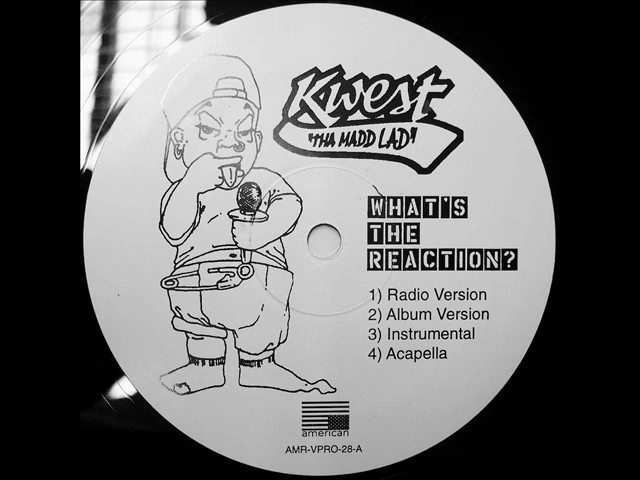 Kwest
"THA MADD LAD"
WHAT'S
THE
REACTION?
1) Radio Version
2) Album Version
3) Instrumental
4) Acapella
american
AMR-VPRO-28-A